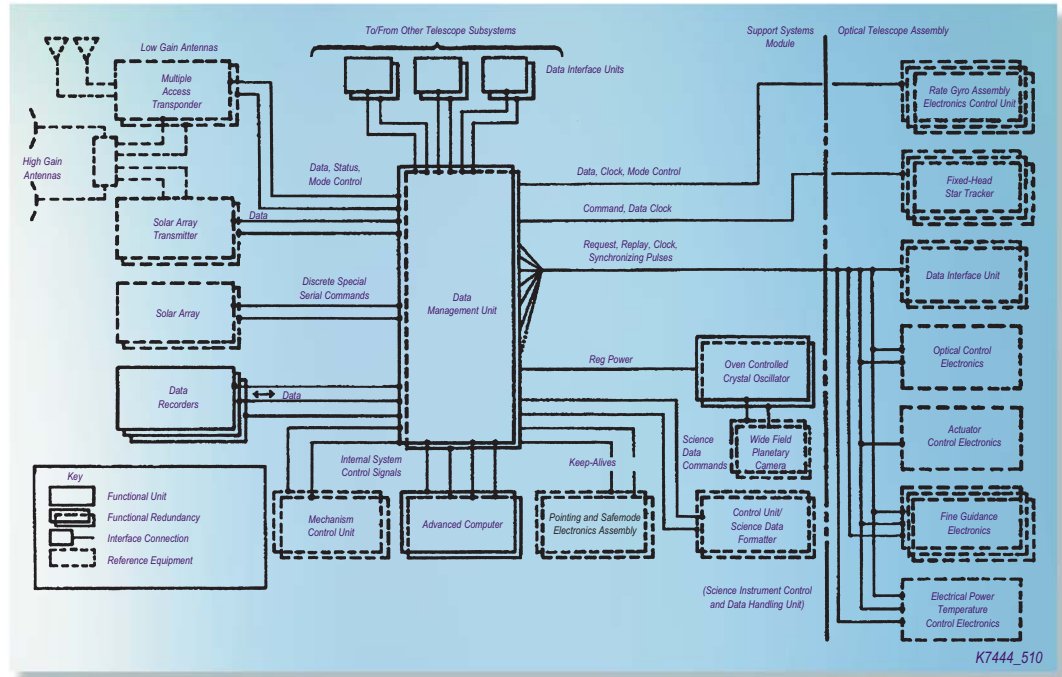 To/From Other Telescope Subsystems
Support Systems
Module
Optical Telescope Assembly
Low Gain Antennas
Multiple
Access
Transponder
Data Interface Units
Rate Gyro Assembly
Electronics Control Unit
High Gain
Antennas
Data, Status,
Mode Control
Data, Clock, Mode Control
Fixed-Head
Star Tracker
Solar Array
Transmitter
Data
Command, Data Clock
Request, Replay, Clock,
Synchronizing Pulses
Data Interface Unit
Discrete Special
Serial Commands
Solar Array
Data
Management Unit
Optical Control
Electronics
Reg Power
Oven Controlled
Crystal Oscillator
Data
Recorders
Data
Actuator
Control Electronics
Internal System
Control Signals
Keep-Alives
Science
Data
Commands
Wide Field
Planetary
Camera
Key
Functional Unit
Functional Redundancy
Interface Connection
Reference Equipment
Mechanism
Control Unit
Advanced Computer
Pointing and Safemode
Electronics Assembly
Control Unit/
Science Data
Formatter
Fine Guidance
Electronics
(Science Instrument Control
and Data Handling Unit)
Electrical Power
Temperature
Control Electronics
K7444_510